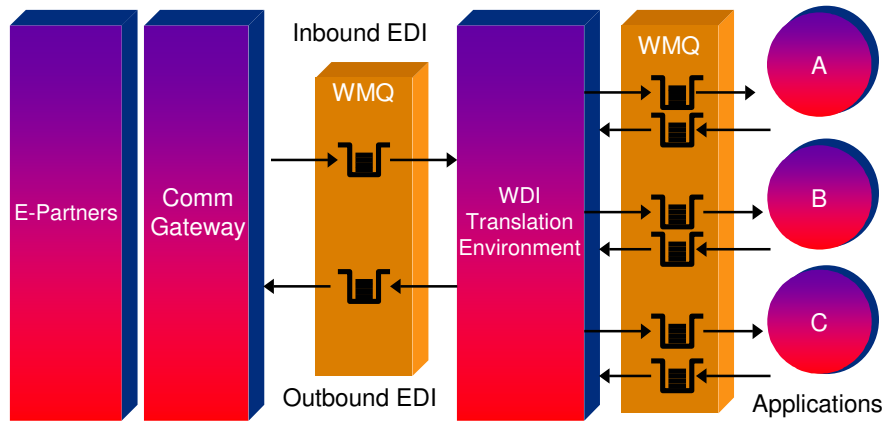 E-Partners
Comm
Gateway
Inbound EDI
WMQ
Outbound EDI
WDI
Translation
Environment
WMQ
A
B
C
Applications